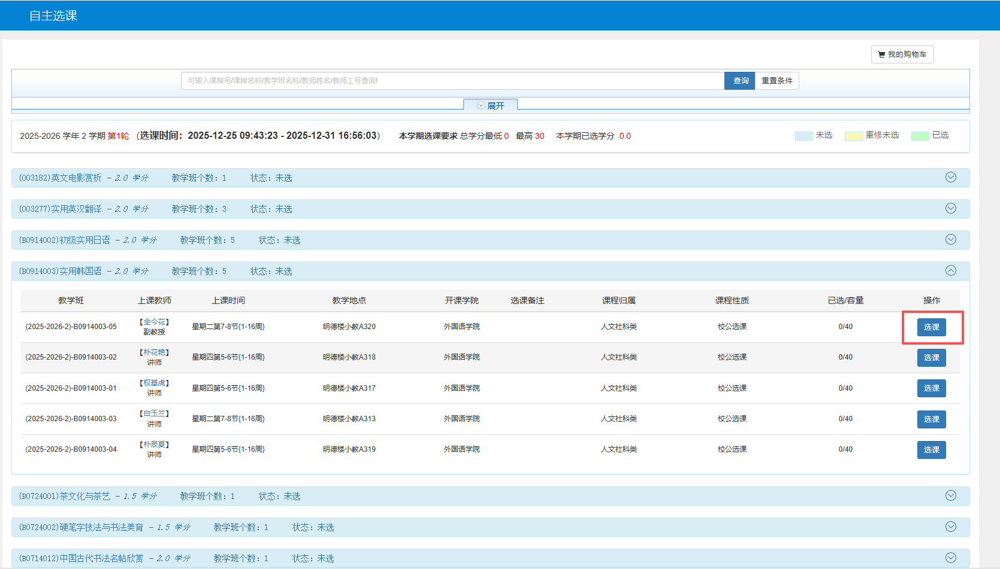 自主选课
我的购物车
可输入课程号/课程名称/教学班名称/教师姓名/教师工号查询! 查询 重置条件
展开
2025-2026 学年 2 学期 第1轮 （选课时间：2025-12-25 09:43:23 - 2025-12-31 16:56:03） 本学期选课要求 总学分最低 0 最高 30 本学期已选学分 0.0 未选 重修未选 已选
(003182)英文电影赏析 - 2.0 学分 教学班个数：1 状态：未选
(003277)实用英汉翻译 - 2.0 学分 教学班个数：3 状态：未选
(B0914002)初级实用日语 - 2.0 学分 教学班个数：5 状态：未选
(B0914003)实用韩国语 - 2.0 学分 教学班个数：5 状态：未选
教学班 上课教师 上课时间 教学地点 开课学院 选课备注 课程归属 课程性质 已选/容量 操作
(2025-2026-2)-B0914003-05 【全今花】 副教授 星期二第7-8节{1-16周} 明德楼小教A320 外国语学院 人文社科类 校公选课 0/40 选课
(2025-2026-2)-B0914003-02 【朴花艳】 讲师 星期四第5-6节{1-16周} 明德楼小教A318 外国语学院 人文社科类 校公选课 0/40 选课
(2025-2026-2)-B0914003-01 【权基虎】 讲师 星期四第5-6节{1-16周} 明德楼小教A317 外国语学院 人文社科类 校公选课 0/40 选课
(2025-2026-2)-B0914003-03 【白玉兰】 讲师 星期二第7-8节{1-16周} 明德楼小教A313 外国语学院 人文社科类 校公选课 0/40 选课
(2025-2026-2)-B0914003-04 【朴辰夏】 讲师 星期四第5-6节{1-16周} 明德楼小教A319 外国语学院 人文社科类 校公选课 0/40 选课
(B0724001)茶文化与茶艺 - 1.5 学分 教学班个数：1 状态：未选
(B0724002)硬笔字技法与书法美育 - 1.5 学分 教学班个数：1 状态：未选
(B0714012)中国古代书法名帖欣赏 - 2.0 学分 教学班个数：1 状态：未选